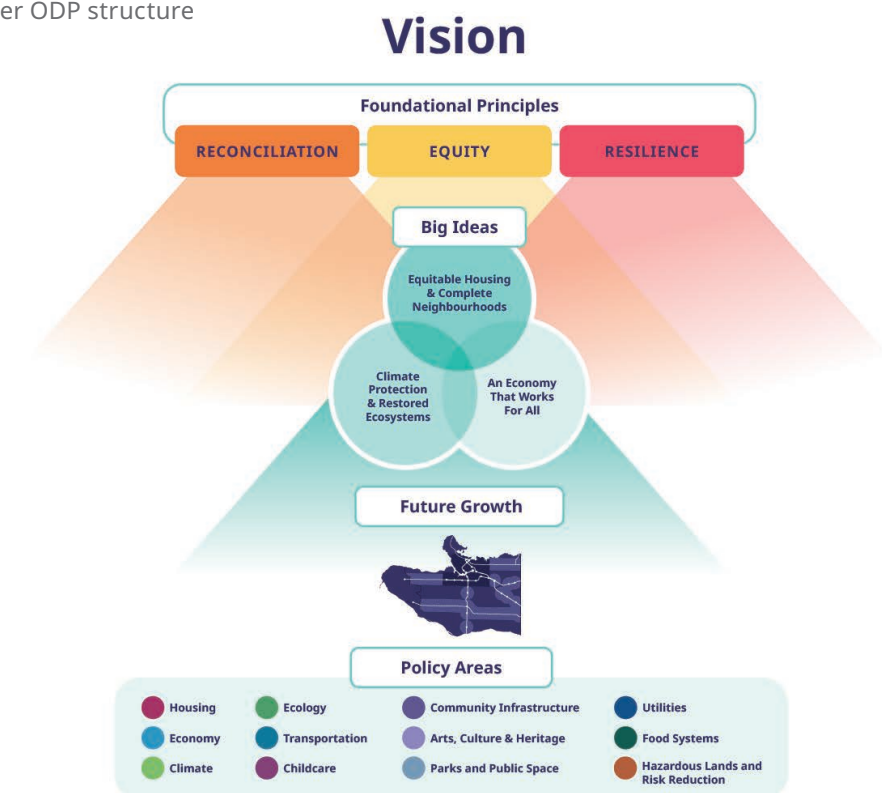 er ODP structure
Vision
Foundational Principles
RECONCILIATION
EQUITY
RESILIENCE
Big Ideas
Equitable Housing
& Complete
Neighbourhoods
Climate
Protection
& Restored
Ecosystems
An Economy
That Works
For All
Future Growth
Policy Areas
Housing
Economy
Climate
Ecology
Transportation
Childcare
Community Infrastructure
Arts, Culture & Heritage
Parks and Public Space
Utilities
Food Systems
Hazardous Lands and
Risk Reduction